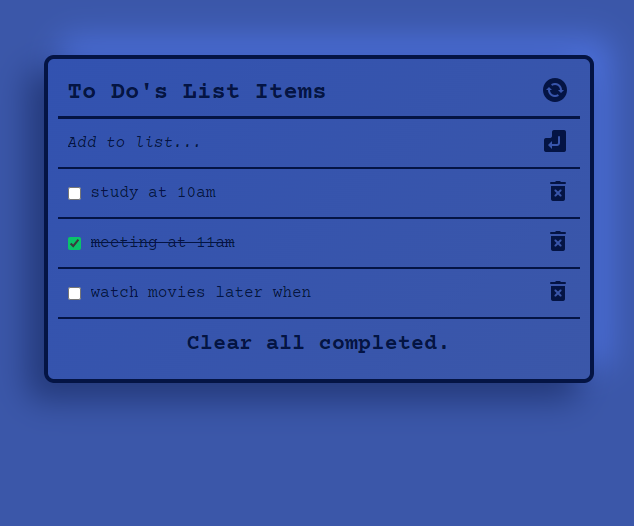 To Do's List Items
Add to list...
study at 10am
meeting at 11am
watch movies later when
Clear all completed.